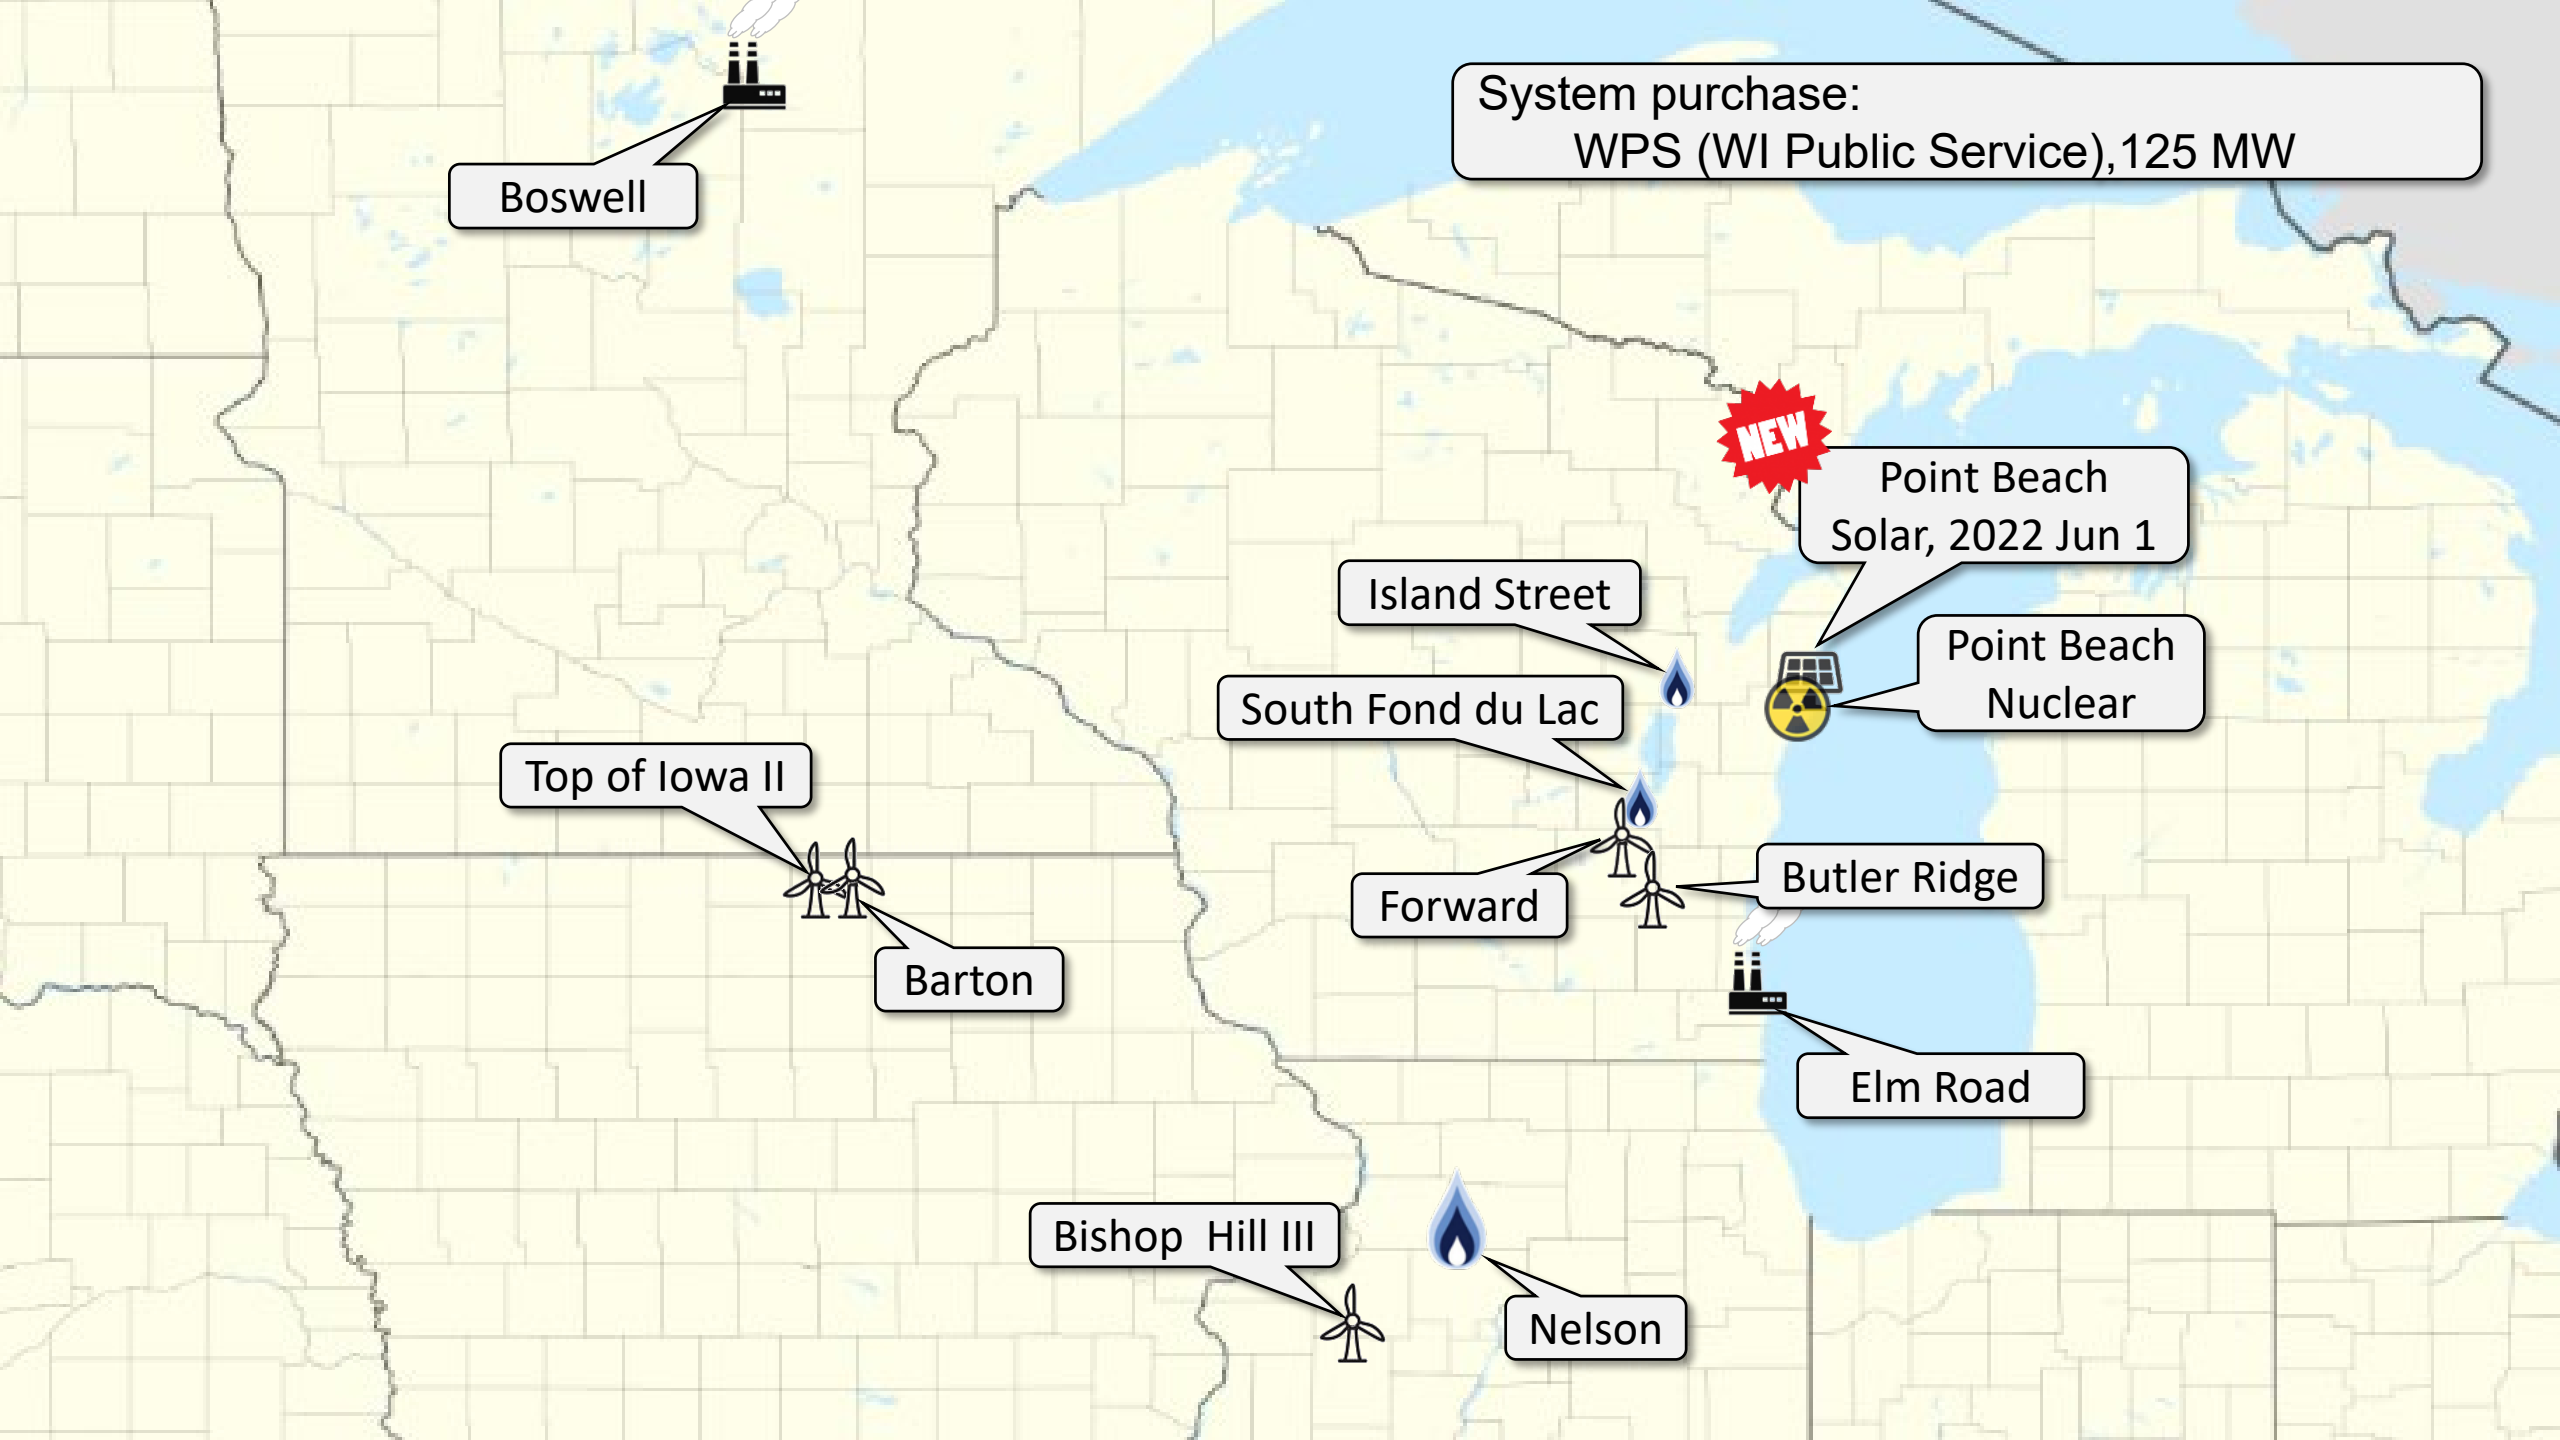 System purchase:
WPS (WI Public Service),125 MW
Boswell
NEW
Point Beach
Solar, 2022 Jun 1
Island Street
Point Beach
Nuclear
South Fond du Lac
Top of Iowa II
Butler Ridge
Forward
Barton
Elm Road
Bishop  Hill III
Nelson